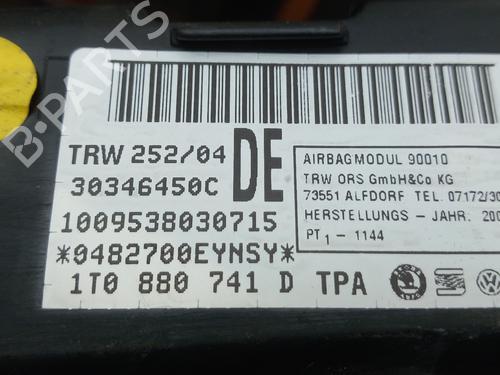 TRW 252/04
DE
30346450C
1009538030715
*0482700EYNSY*
1T0 880 741 D TPA
AIRBAGMODUL 90010
TRW ORS GmbH&Co KG
73551 ALFDORF TEL. 07172/30
HERSTELLUNGS - JAHR. 200
PT1 - 1144
B-PARTS